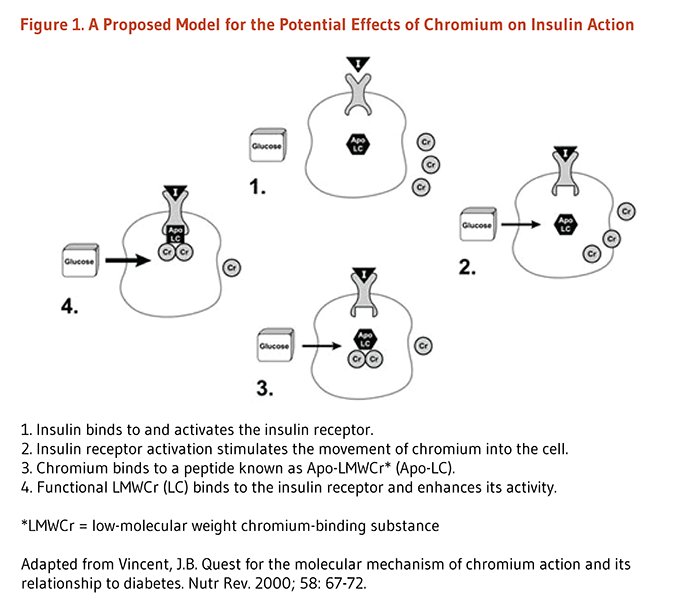 Figure 1. A Proposed Model for the Potential Effects of Chromium on Insulin Action
I
Glucose
Apo
LC
Cr
Cr
Cr
1.
I
Glucose
Apo
LC
Cr
Cr
Cr
2.
I
Glucose
Apo
LC
Cr Cr
Cr
4.
I
Glucose
Apo
LC
Cr Cr
Cr
3.
1. Insulin binds to and activates the insulin receptor.
2. Insulin receptor activation stimulates the movement of chromium into the cell.
3. Chromium binds to a peptide known as Apo-LMWCr* (Apo-LC).
4. Functional LMWCr (LC) binds to the insulin receptor and enhances its activity.
*LMWCr = low-molecular weight chromium-binding substance
Adapted from Vincent, J.B. Quest for the molecular mechanism of chromium action and its
relationship to diabetes. Nutr Rev. 2000; 58: 67-72.